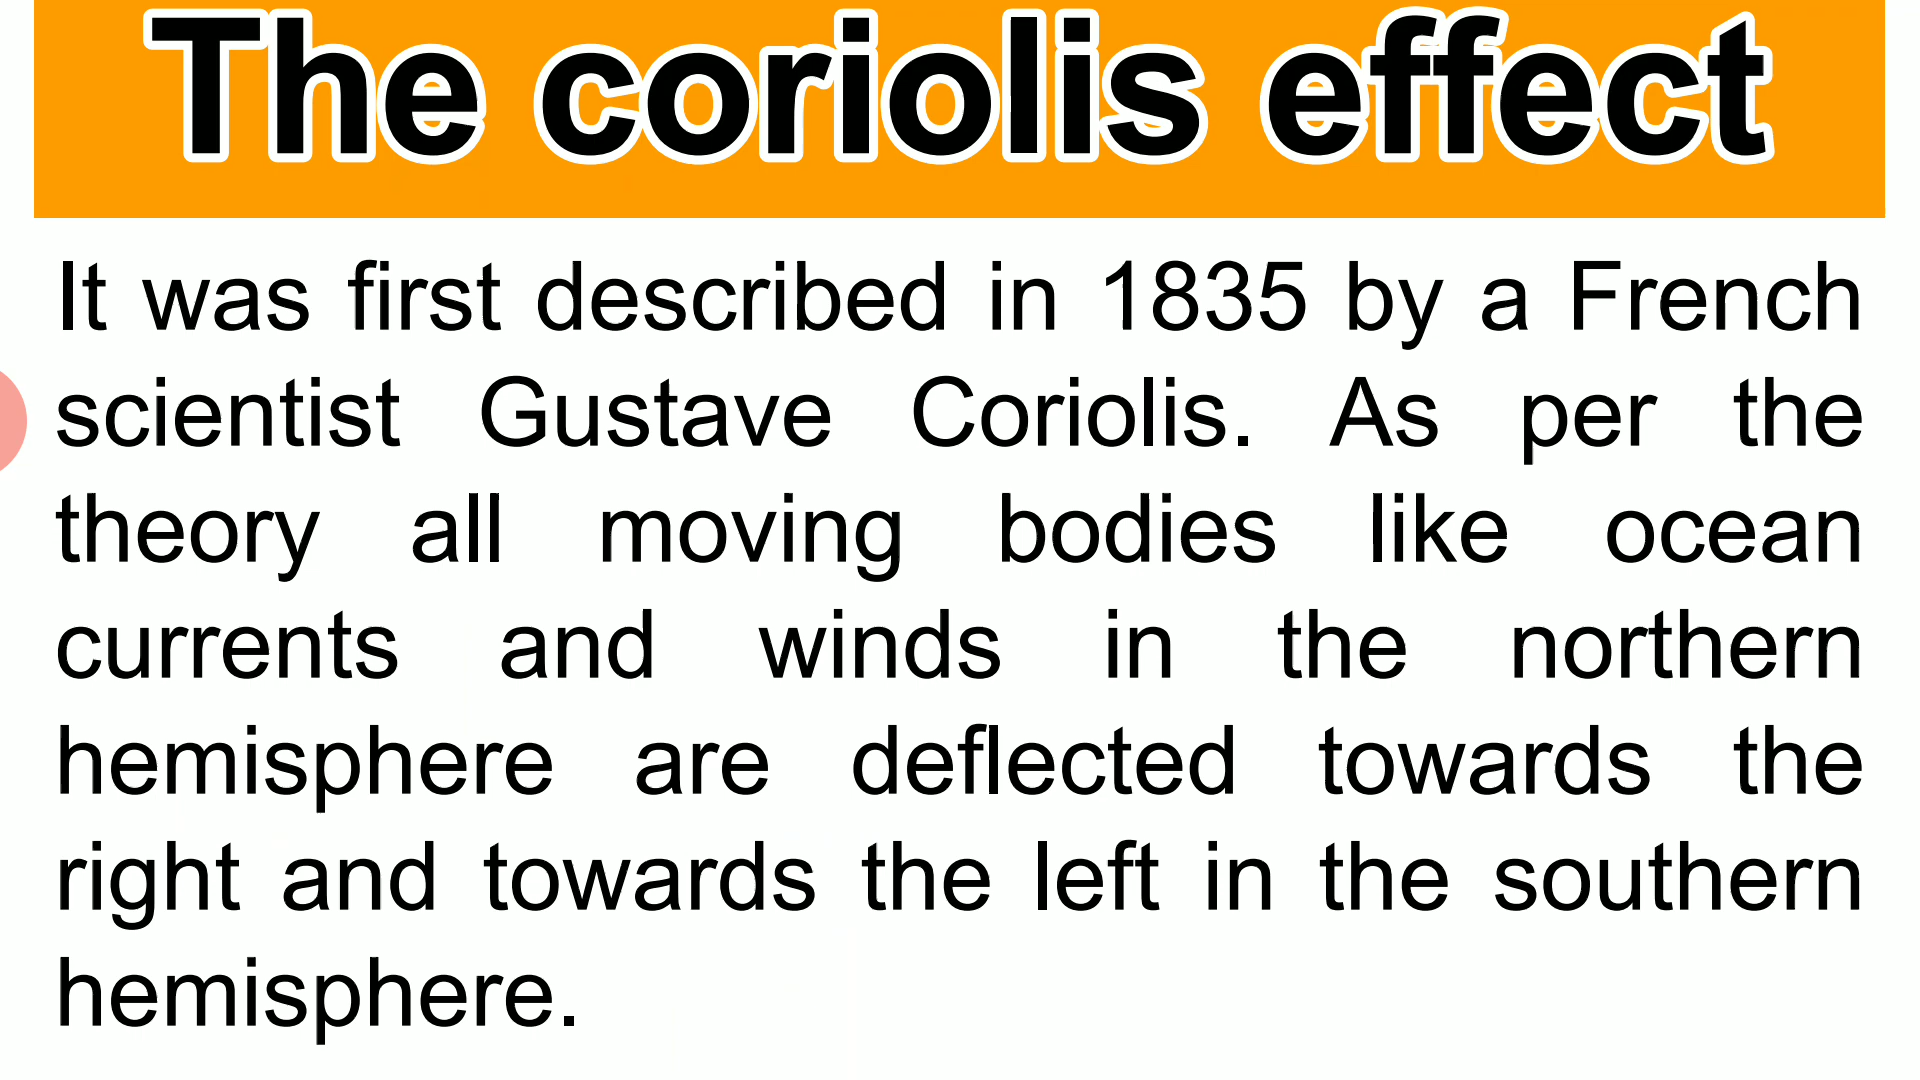 The coriolis effect
It was first described in 1835 by a French
scientist Gustave Coriolis. As per the
theory all moving bodies like ocean
currents and winds in the northern
hemisphere are deflected towards the
right and towards the left in the southern
hemisphere.